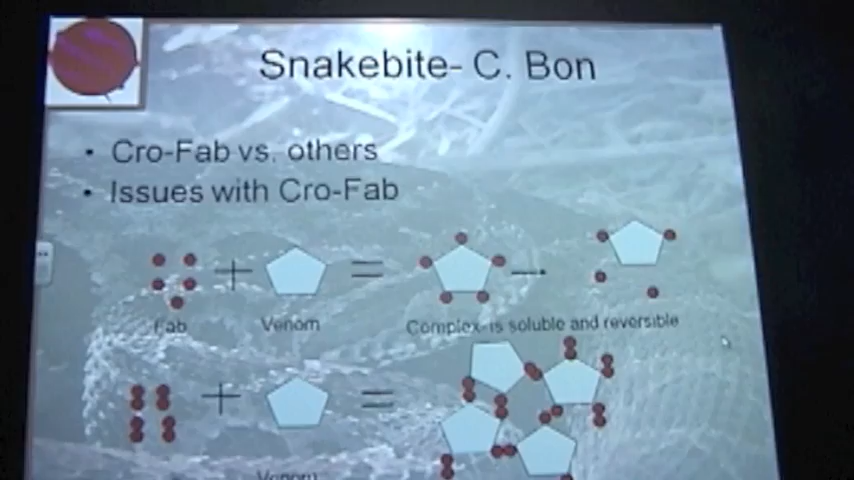 Snakebite- C. Bon
• Cro-Fab vs. others
• Issues with Cro-Fab
+ =
Fab Venom Complex-is soluble and reversible
+ =
Venom